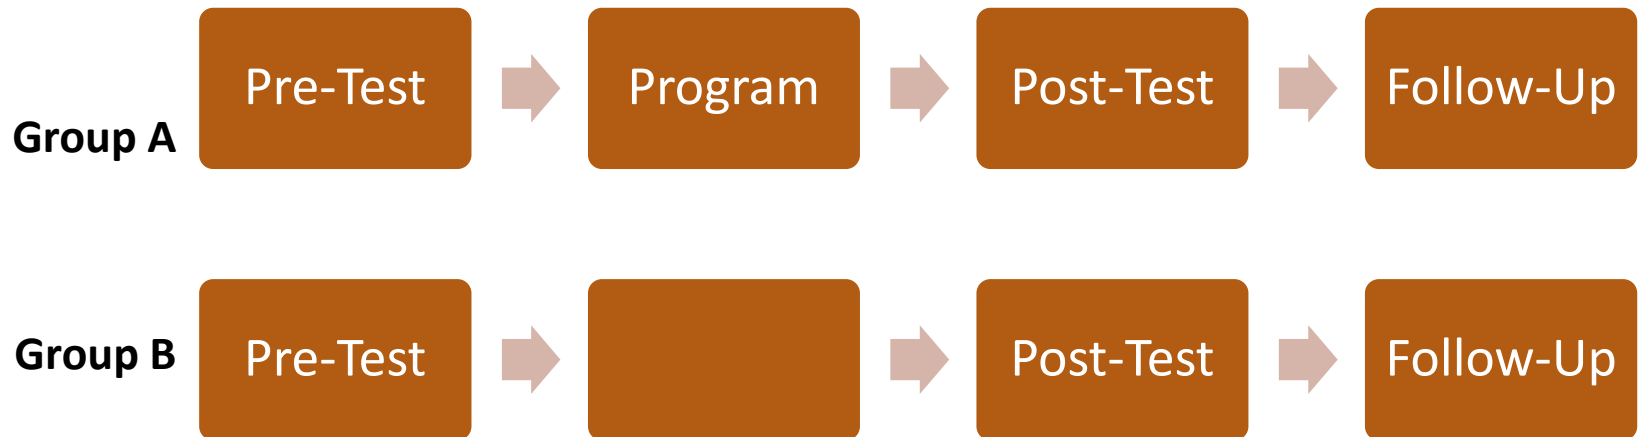 Group A
Pre-Test
Program
Post-Test
Follow-Up
Group B
Pre-Test
Post-Test
Follow-Up